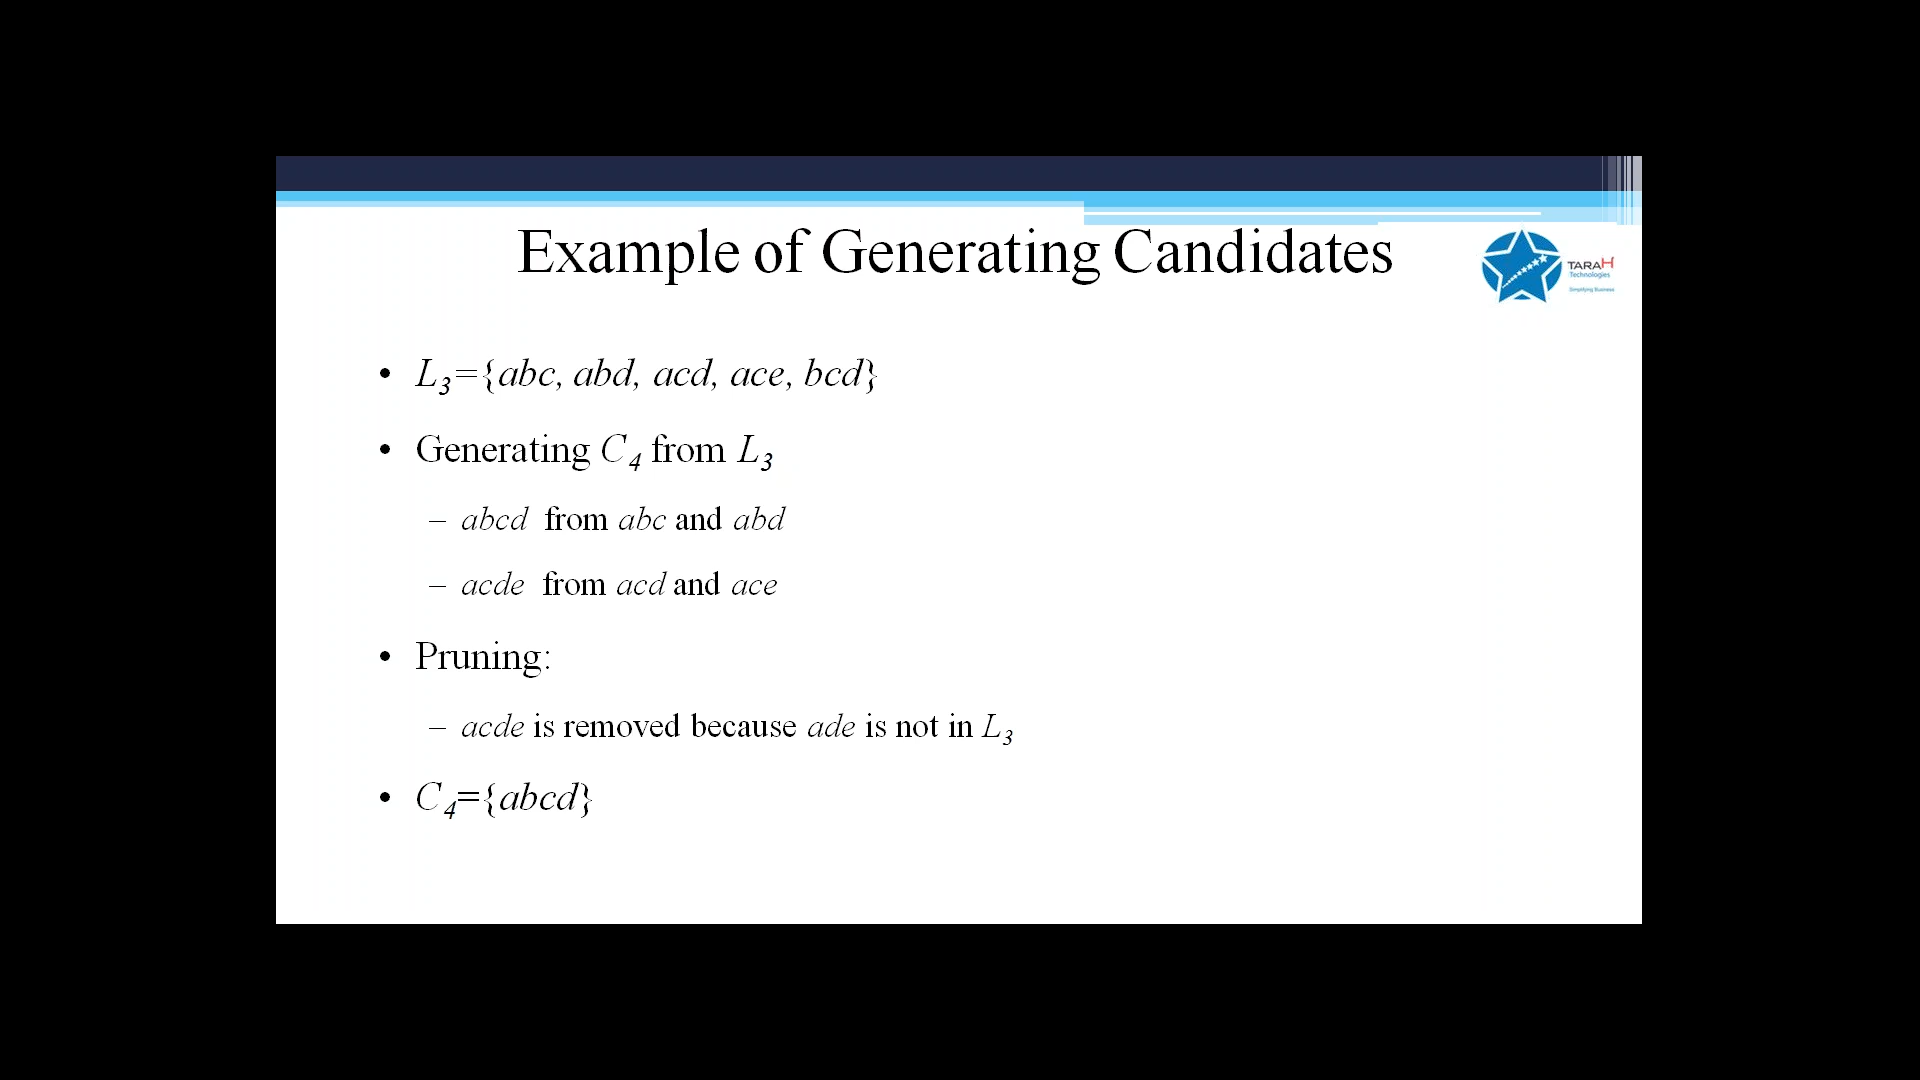 Example of Generating Candidates
TARAH
Technologies
Simplifying Business
• L₃={abc, abd, acd, ace, bcd}
• Generating C₄ from L₃
– abcd from abc and abd
– acde from acd and ace
• Pruning:
– acde is removed because ade is not in L₃
• C₄={abcd}